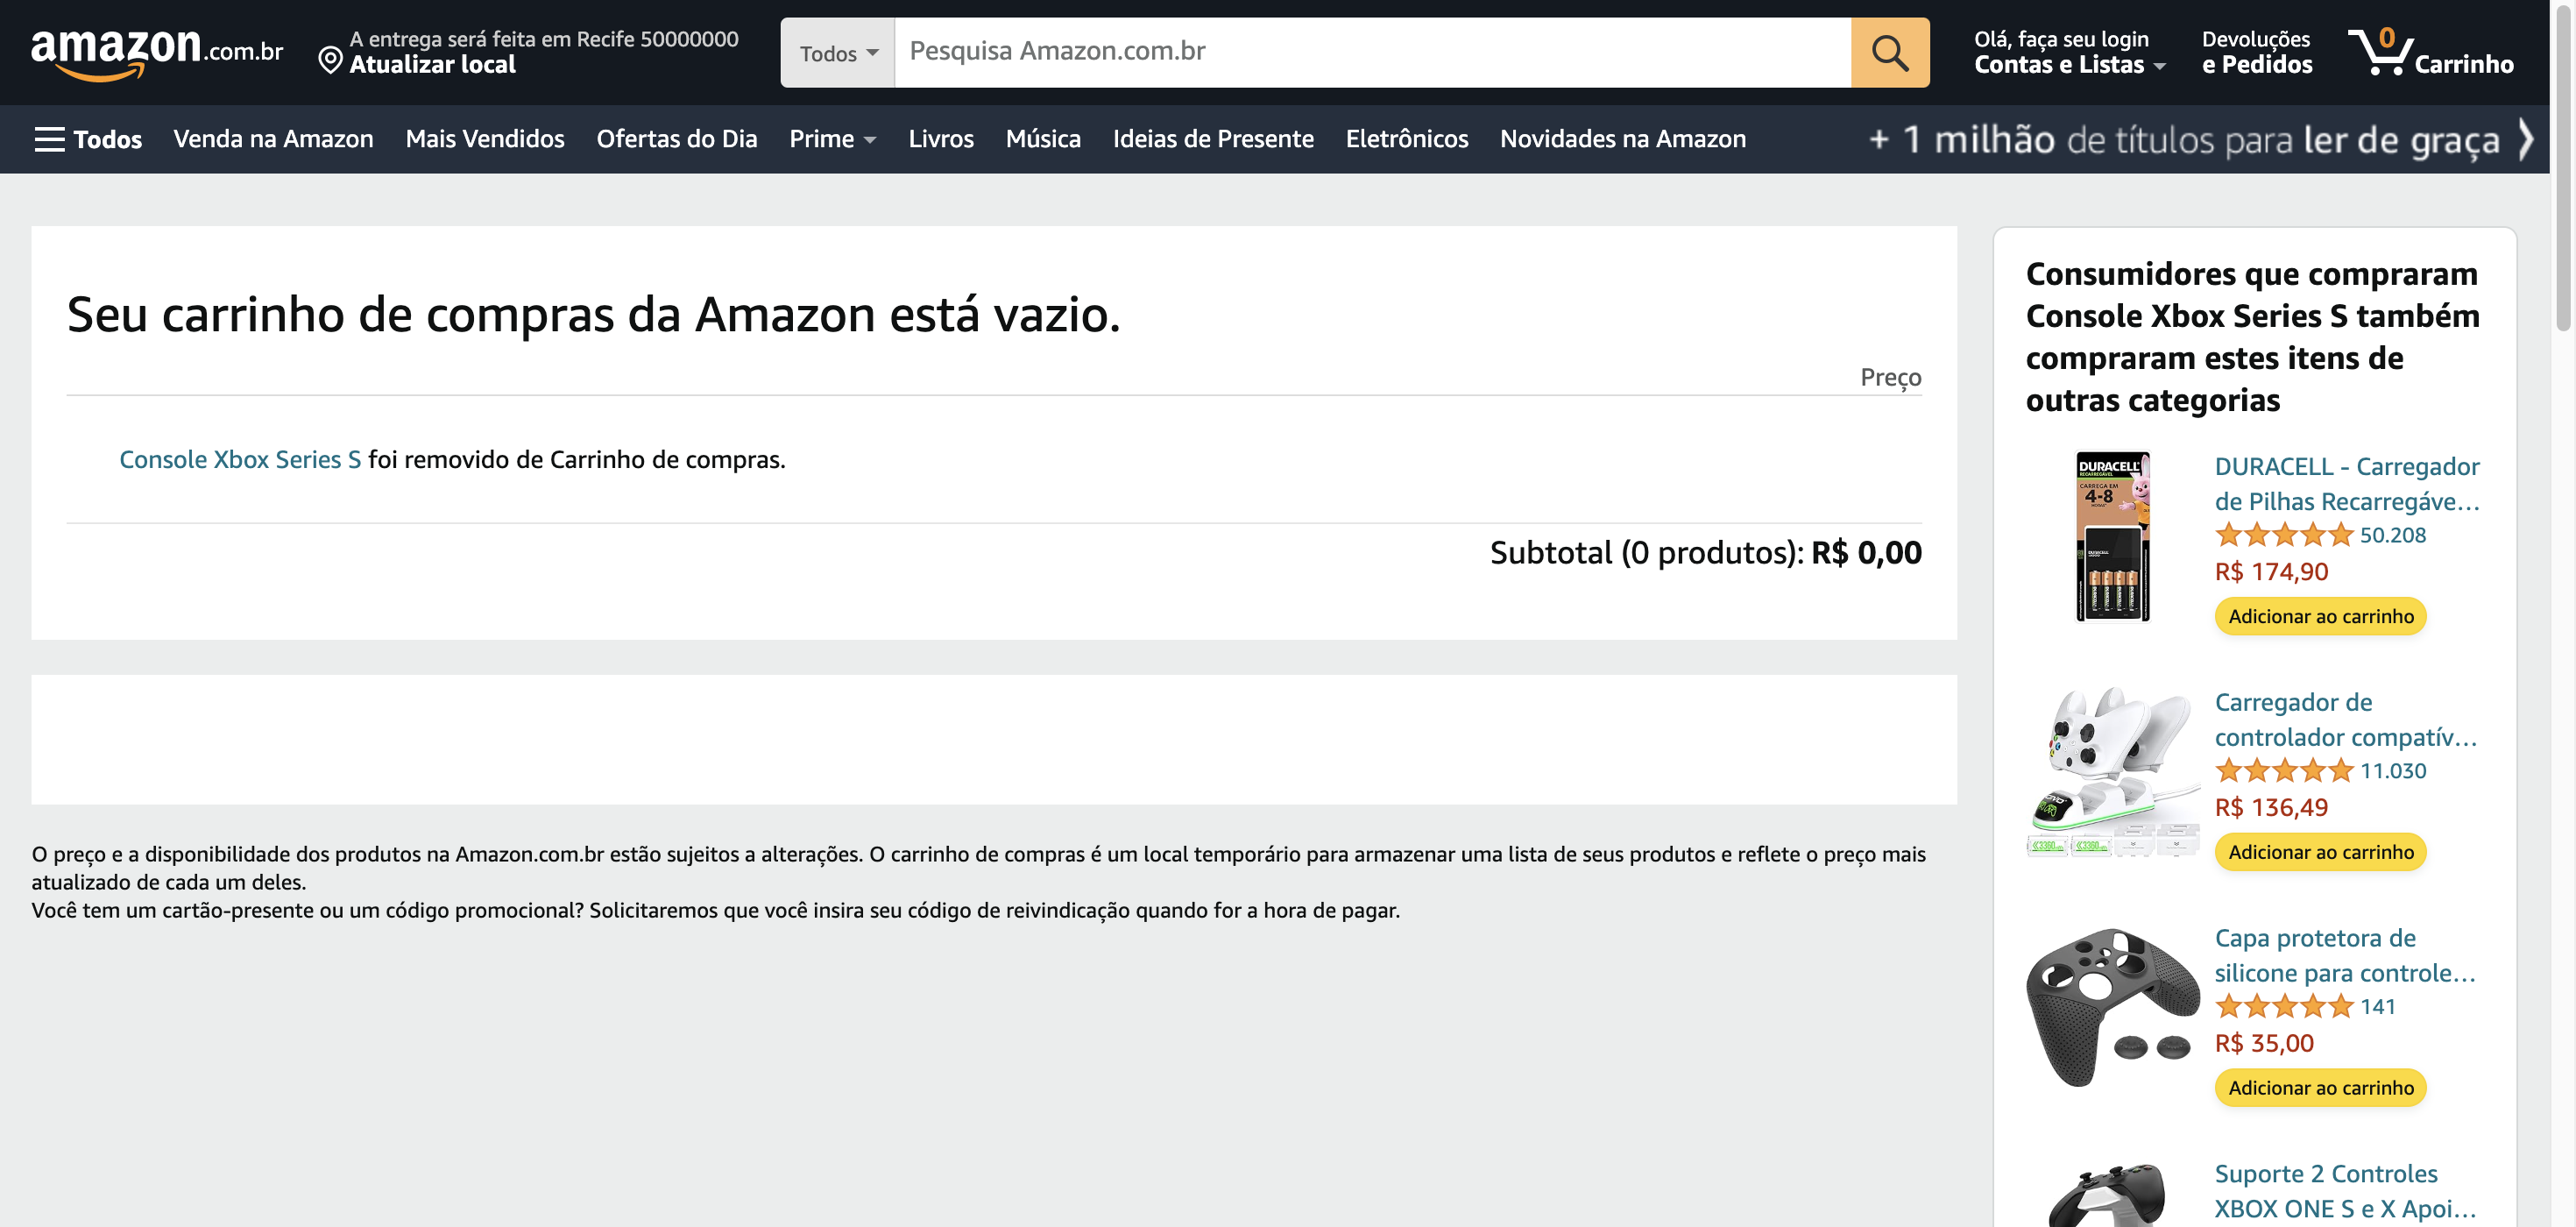 amazon.com.br
A entrega será feita em Recife 50000000
Atualizar local
Todos
Pesquisa Amazon.com.br
Olá, faça seu login
Contas e Listas
Devoluções
e Pedidos
0
Carrinho
Todos
Venda na Amazon
Mais Vendidos
Ofertas do Dia
Prime
Livros
Música
Ideias de Presente
Eletrônicos
Novidades na Amazon
+ 1 milhão de títulos para ler de graça
Seu carrinho de compras da Amazon está vazio.
Preço
Console Xbox Series S foi removido de Carrinho de compras.
Subtotal (0 produtos): R$ 0,00
O preço e a disponibilidade dos produtos na Amazon.com.br estão sujeitos a alterações. O carrinho de compras é um local temporário para armazenar uma lista de seus produtos e reflete o preço mais
atualizado de cada um deles.
Você tem um cartão-presente ou um código promocional? Solicitaremos que você insira seu código de reivindicação quando for a hora de pagar.
Consumidores que compraram
Console Xbox Series S também
compraram estes itens de
outras categorias
DURACELL
CARREGA EM
4-8
DURACELL - Carregador
de Pilhas Recarregáve…
50.208
R$ 174,90
Adicionar ao carrinho
Carregador de
controlador compatív…
11.030
R$ 136,49
Adicionar ao carrinho
Capa protetora de
silicone para controle…
141
R$ 35,00
Adicionar ao carrinho
Suporte 2 Controles
XBOX ONE S e X Apoi…